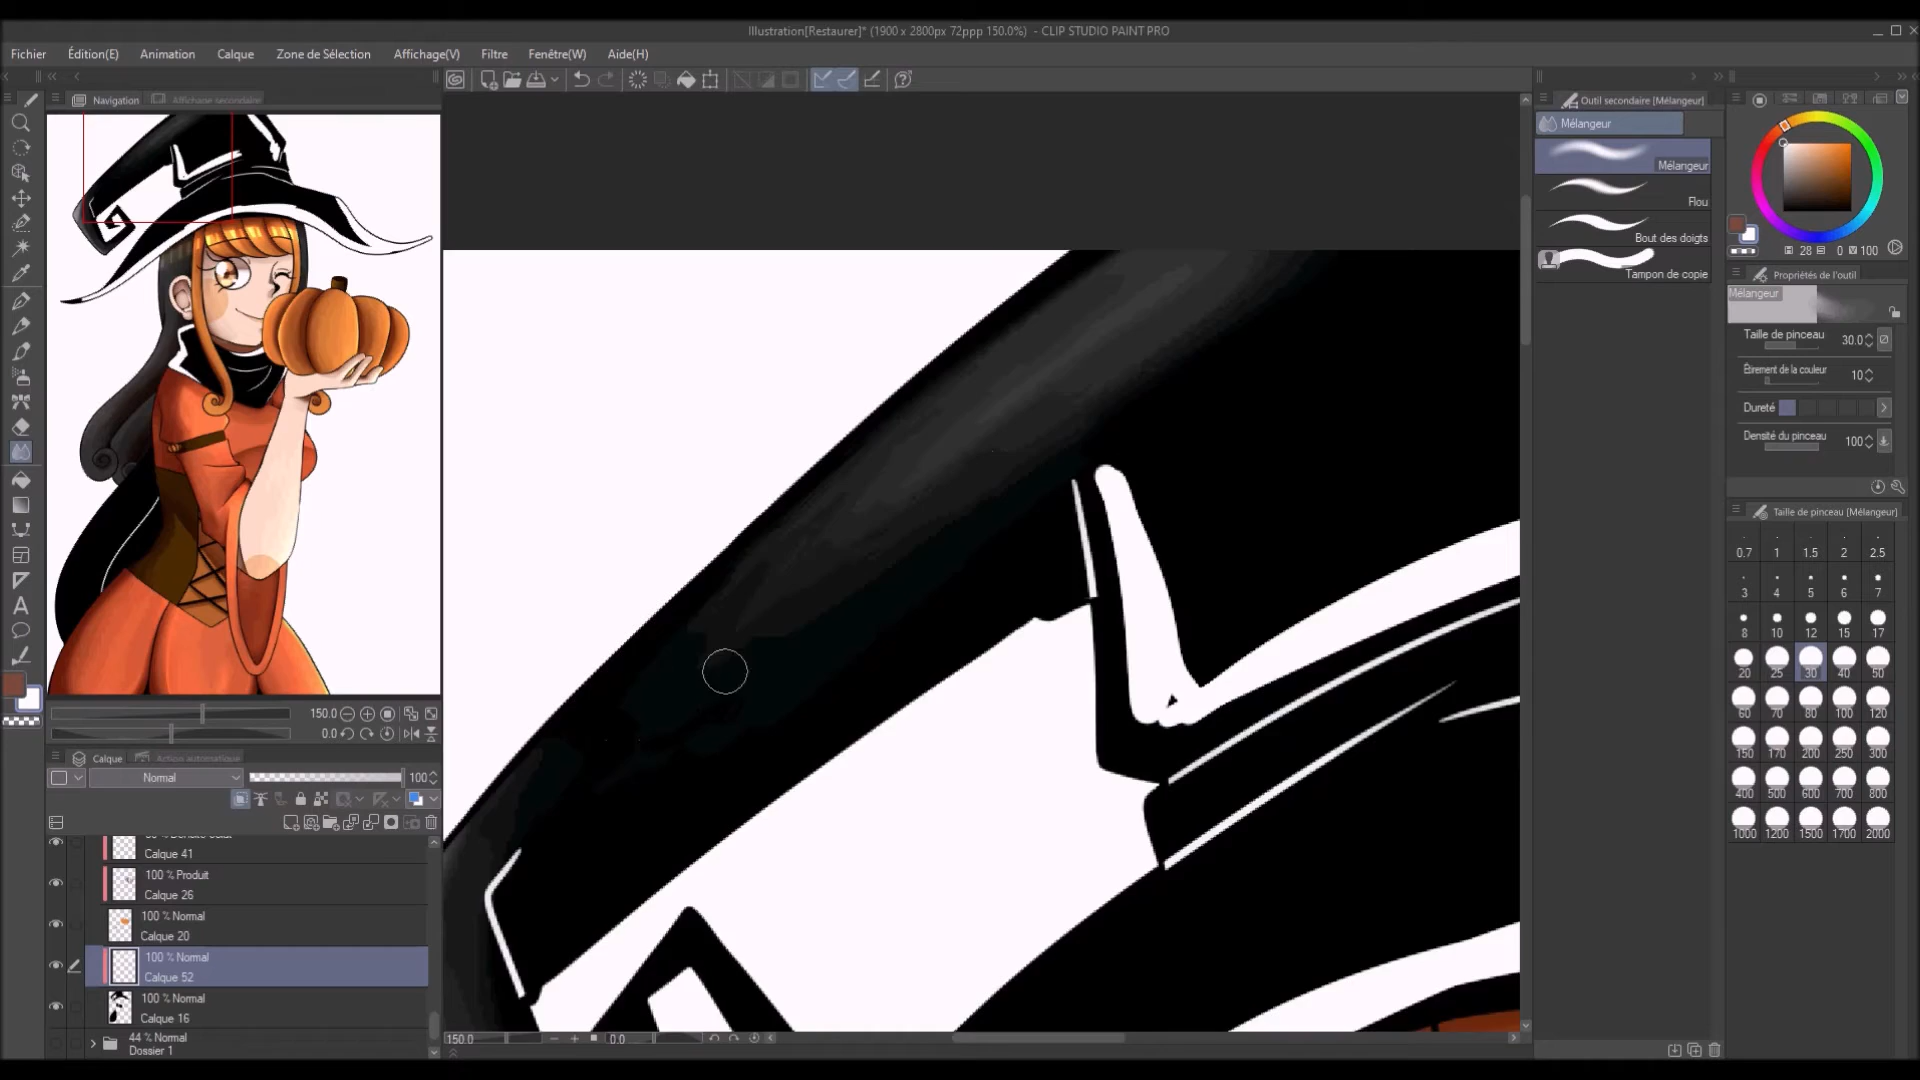 Illustration[Restaurer]* (1900 x 2800px 72ppp 150.0%) - CLIP STUDIO PAINT PRO
Fichier Édition(E) Animation Calque Zone de Sélection Affichage(V) Filtre Fenêtre(W) Aide(H)
Navigation Affichage secondaire
Outil secondaire [Mélangeur]
Mélangeur
Mélangeur
Flou
Bout des doigts
Tampon de copie
28 0 100
Propriétés de l'outil
Mélangeur
Taille de pinceau 30.0
Étirement de la couleur 10
Dureté
Densité du pinceau 100
Taille de pinceau [Mélangeur]
0.7 1 1.5 2 2.5
3 4 5 6 7
8 10 12 15 17
20 25 30 40 50
60 70 80 100 120
150 170 200 250 300
400 500 600 700 800
1000 1200 1500 1700 2000
150.0
0.0
Calque Action automatique
Normal 100
Calque 41
100 % Produit
Calque 26
100 % Normal
Calque 20
100 % Normal
Calque 52
100 % Normal
Calque 16
44 % Normal
Dossier 1
150.0 0.0